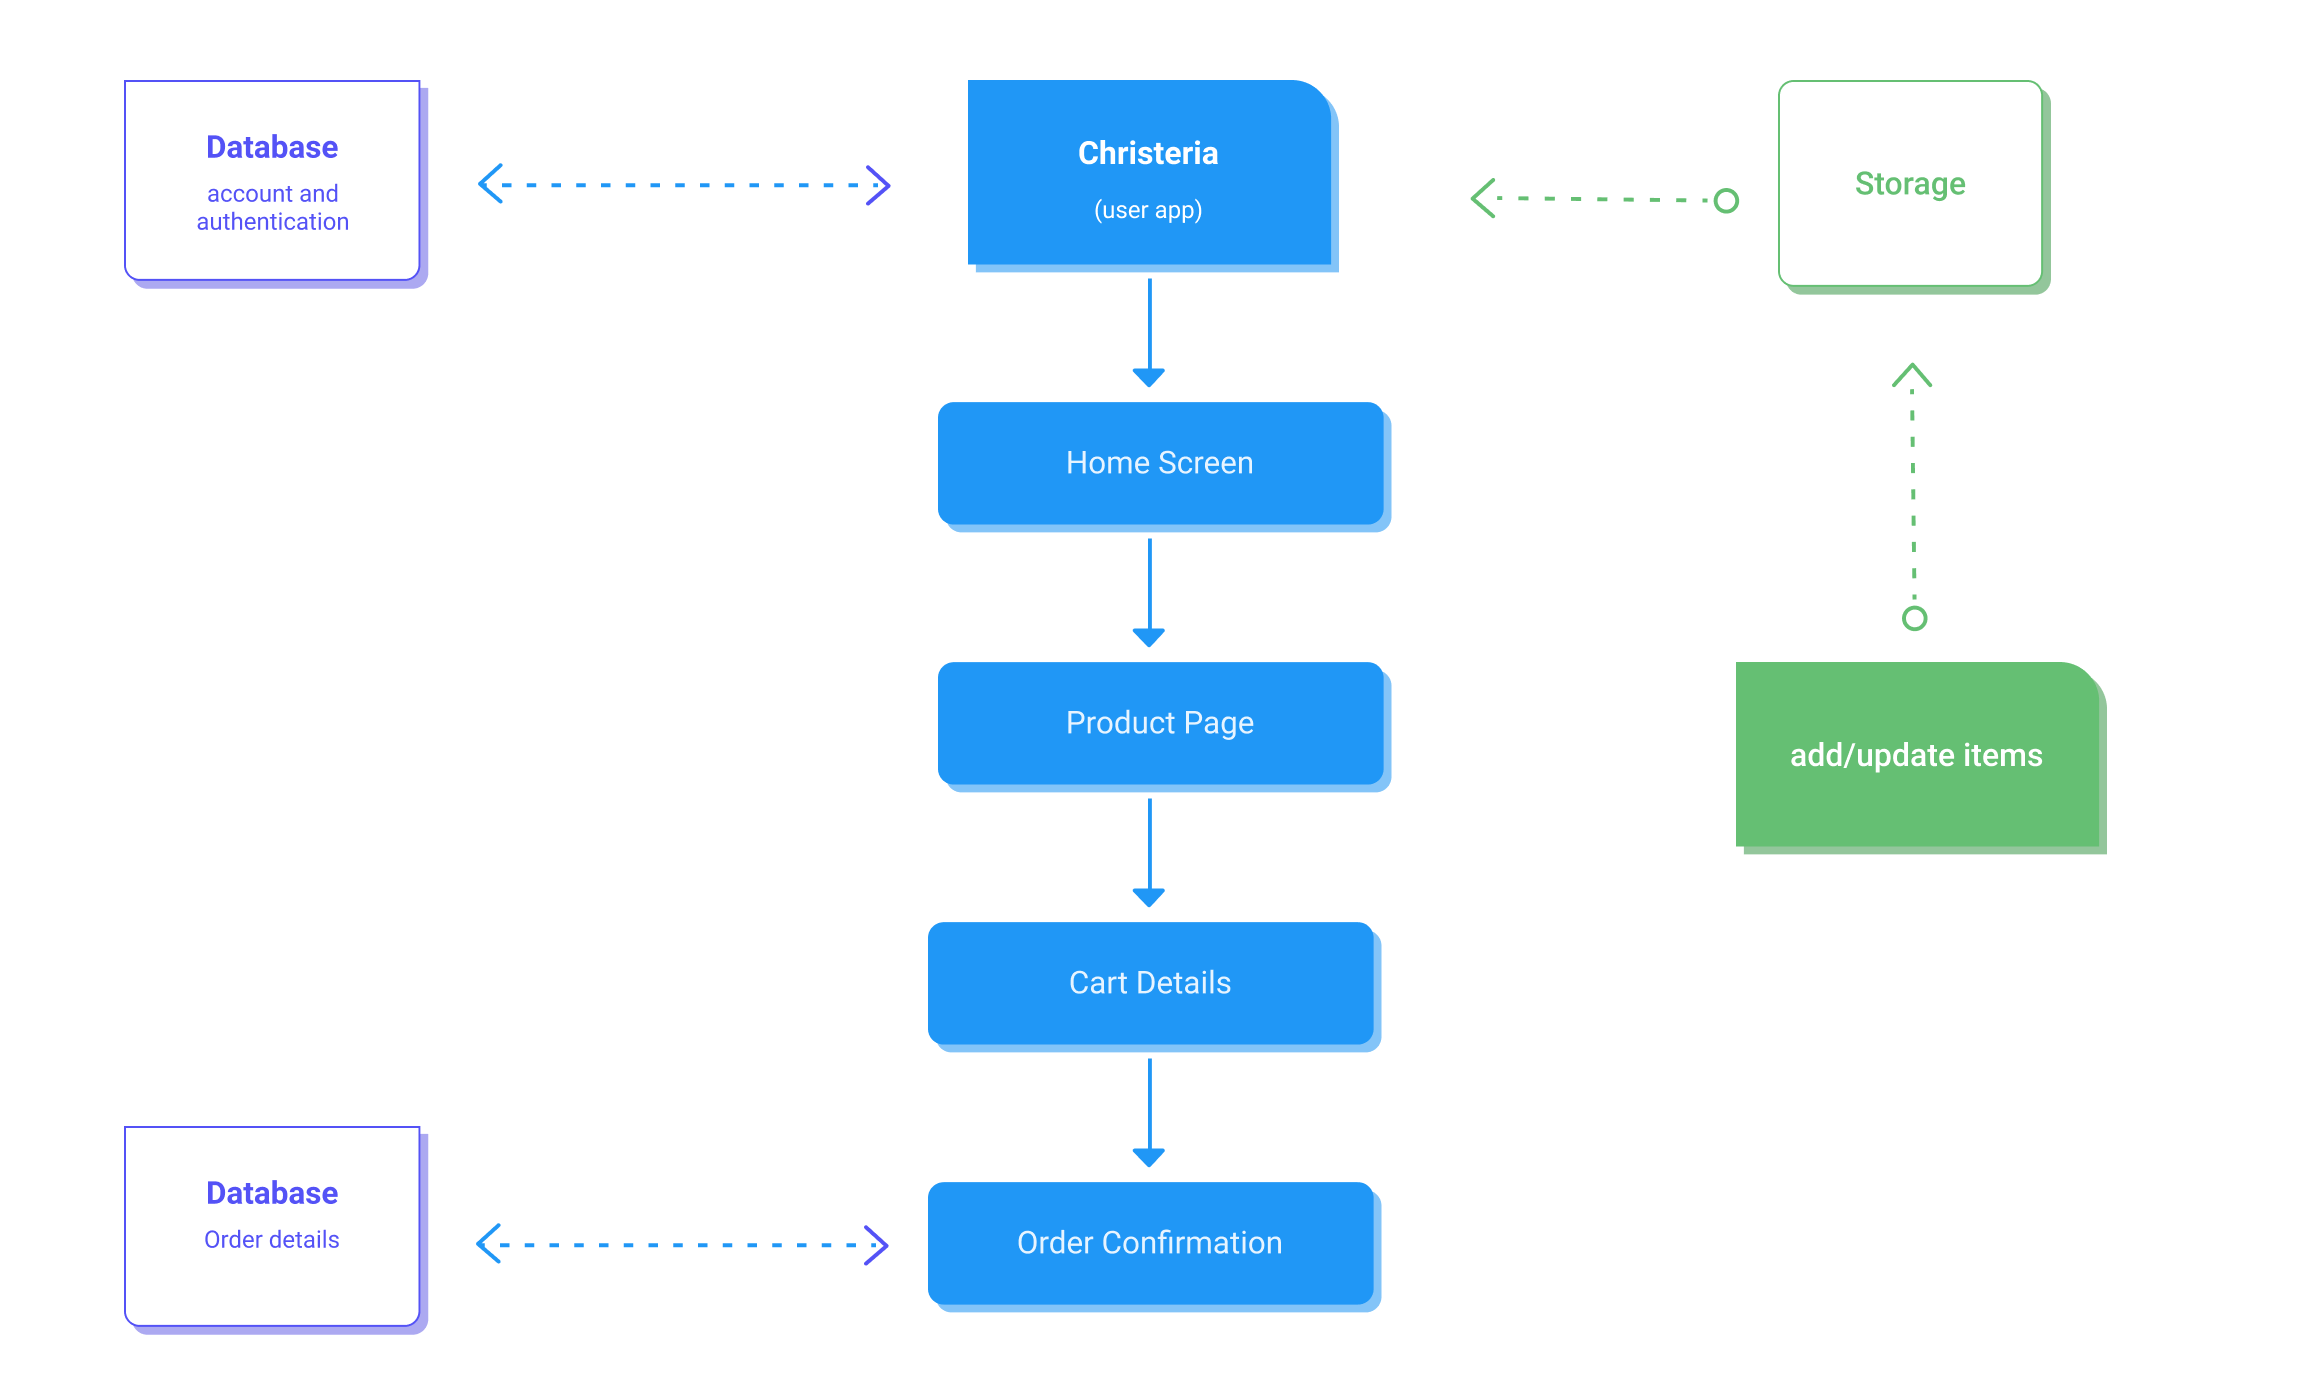 Database
account and
authentication
Christeria
(user app)
Storage
Home Screen
Product Page
add/update items
Cart Details
Database
Order details
Order Confirmation